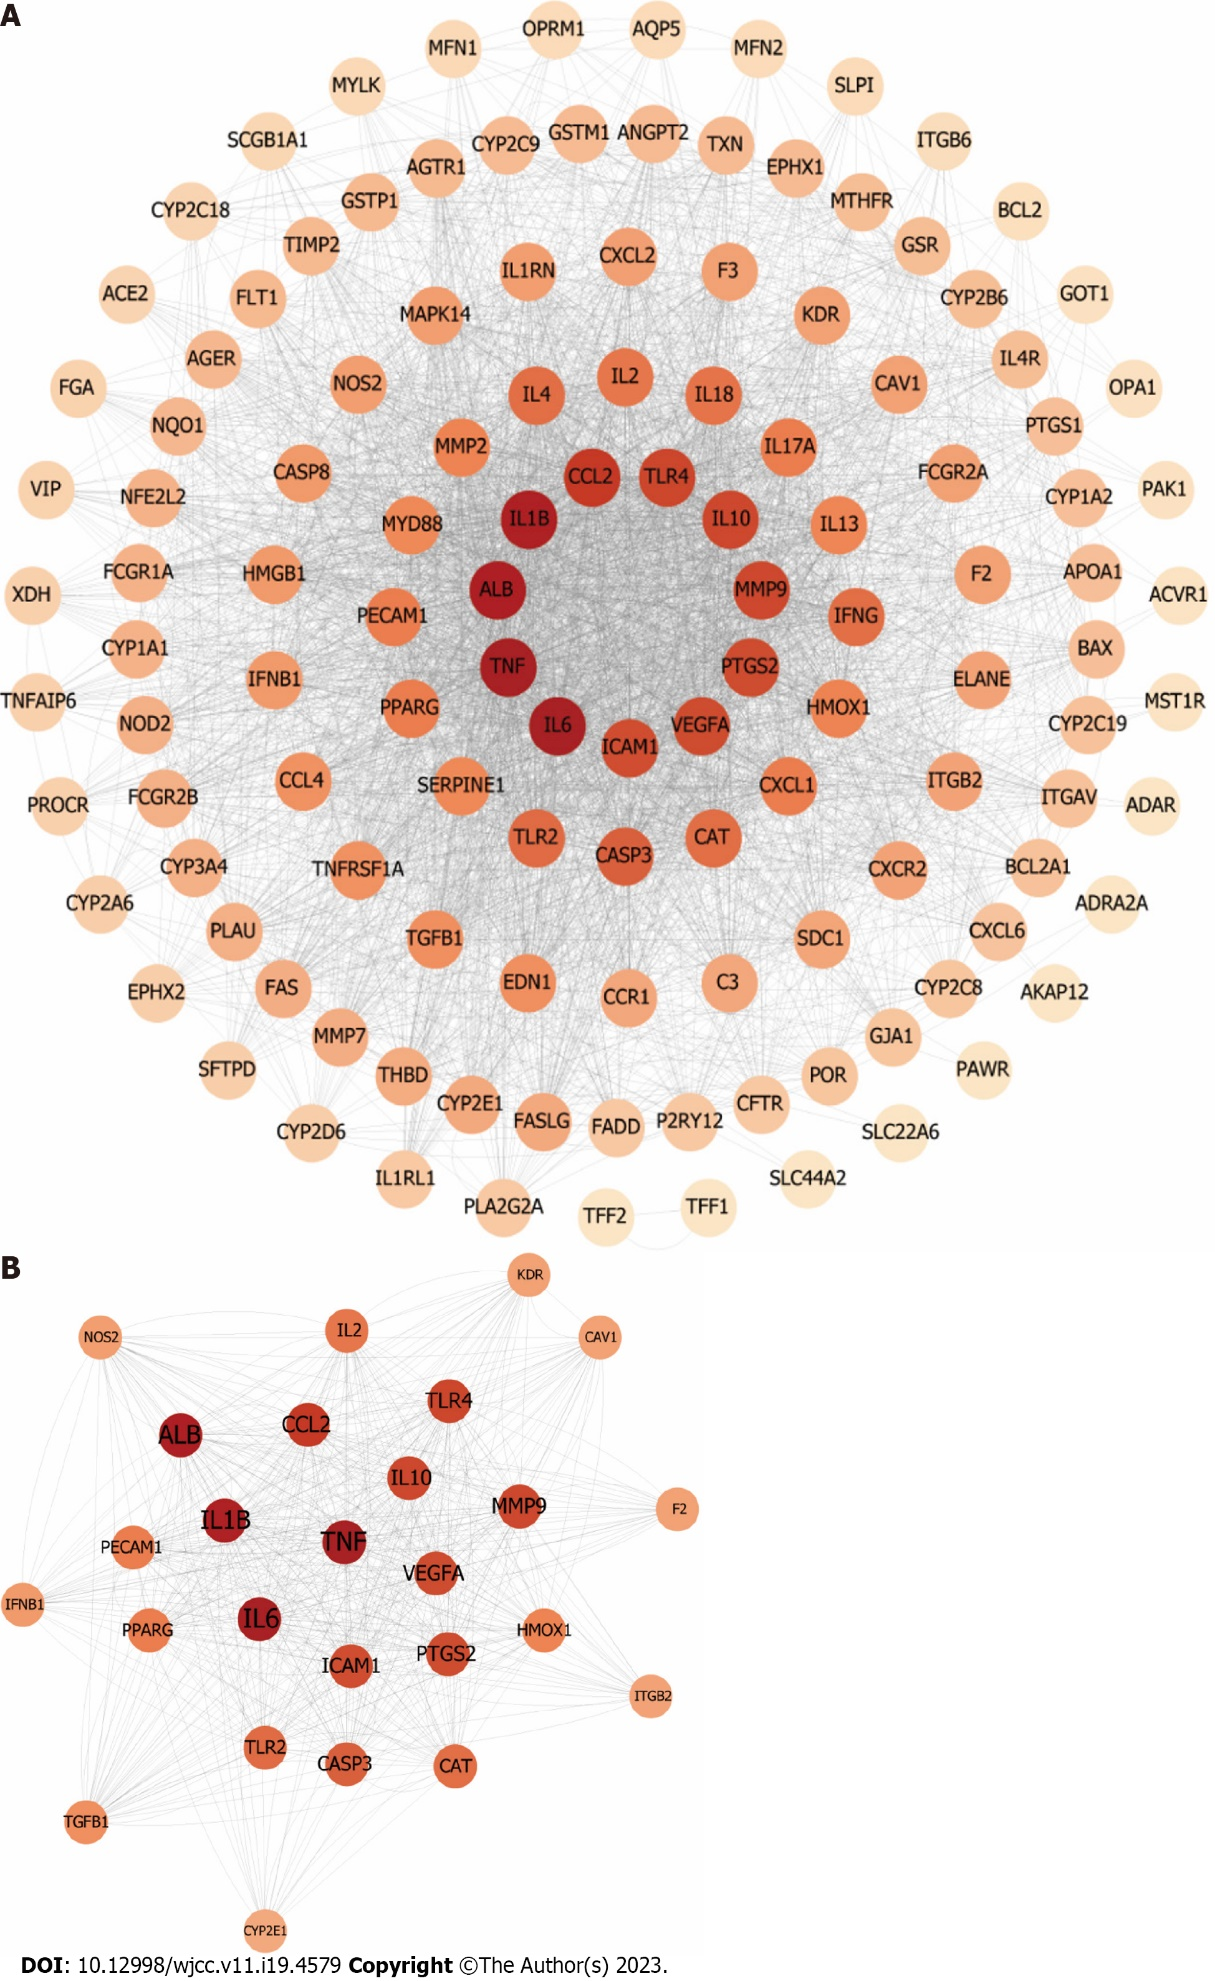 A
OPRM1 AQP5
MFN1 MFN2
MYLK SLPI
SCGB1A1 CYP2C9 GSTM1 ANGPT2 TXN ITGB6
AGTR1 EPHX1
CYP2C18 GSTP1 MTHFR BCL2
TIMP2 GSR
IL1RN CXCL2 F3
ACE2 FLT1 CYP2B6 GOT1
MAPK14 KDR
AGER IL4R
FGA NOS2 IL4 IL2 IL18 CAV1 OPA1
NQO1 PTGS1
MMP2 IL17A
CASP8 CCL2 TLR4 FCGR2A
VIP NFE2L2 CYP1A2 PAK1
MYD88 IL1B IL10 IL13
FCGR1A HMGB1 F2 APOA1
XDH ALB MMP9 ACVR1
PECAM1 IFNG
CYP1A1 BAX
TNF PTGS2
IFNB1 ELANE
TNFAIP6 PPARG HMOX1 MST1R
NOD2 IL6 VEGFA CYP2C19
ICAM1
CCL4 SERPINE1 CXCL1 ITGB2
PROCR FCGR2B ITGAV ADAR
TLR2 CAT
CASP3
CYP3A4 TNFRSF1A CXCR2 BCL2A1
CYP2A6 ADRA2A
PLAU TGFB1 SDC1 CXCL6
EDN1 C3
EPHX2 FAS CCR1 CYP2C8 AKAP12
MMP7 GJA1
SFTPD THBD POR PAWR
CYP2E1 CFTR
CYP2D6 FASLG FADD P2RY12 SLC22A6
IL1RL1 SLC44A2
PLA2G2A TFF2 TFF1
B
KDR
NOS2 IL2 CAV1
TLR4
ALB CCL2
IL10
MMP9 F2
IL1B
PECAM1 TNF
VEGFA
IFNB1 IL6
PPARG HMOX1
ICAM1 PTGS2
ITGB2
TLR2 CASP3 CAT
TGFB1
CYP2E1
DOI: 10.12998/wjcc.v11.i19.4579 Copyright ©The Author(s) 2023.